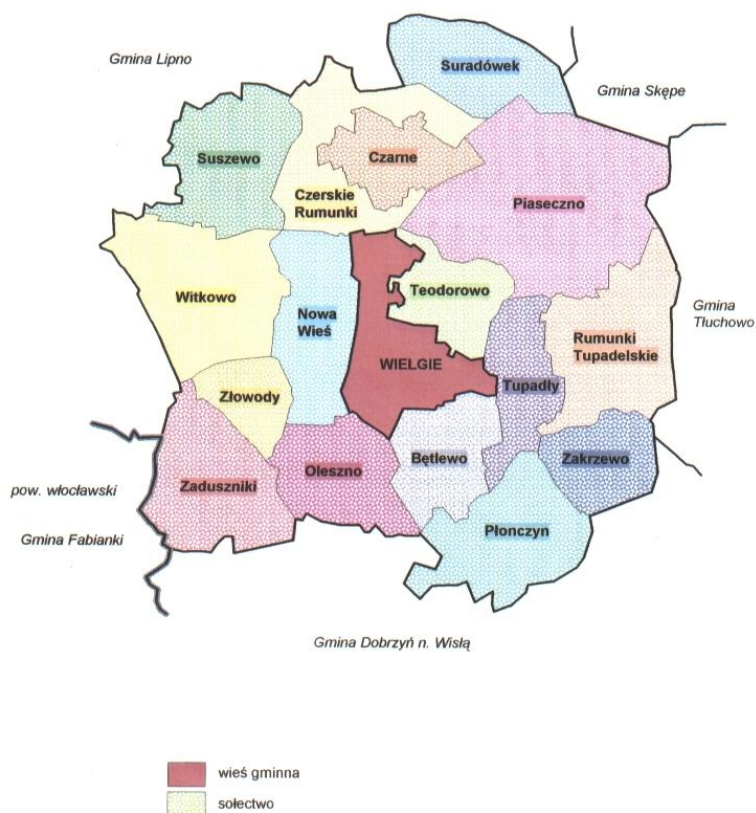 Gmina Lipno
Suradówek
Gmina Skępe
Suszewo
Czarne
Czerskie
Rumunki
Piaseczno
Witkowo
Nowa
Wieś
Teodorowo
Gmina
Tłuchowo
Rumunki
Tupadelskie
WIELGIE
Tupadły
Złowody
Zaduszniki
Oleszno
Bętlewo
Zakrzewo
pow. włocławski
Płonczyn
Gmina Fabianki
Gmina Dobrzyń n. Wisłą
wieś gminna
sołectwo